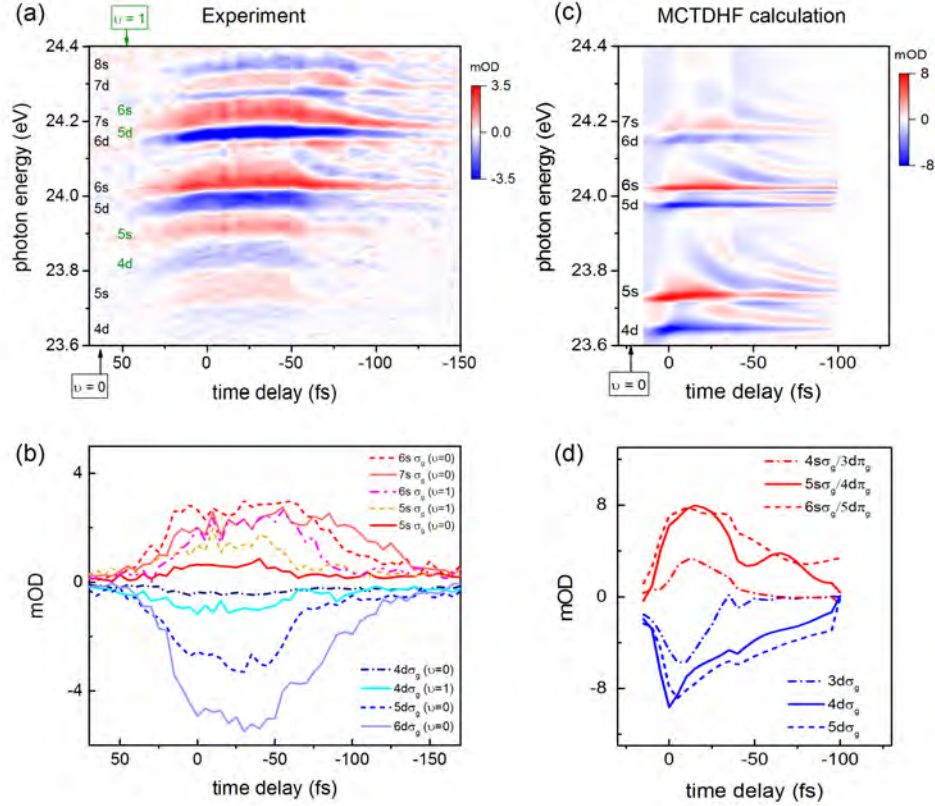 (a)
υ = 1
Experiment
photon energy (eV)
24.4
24.2
24.0
23.8
23.6
8s
7d
6s
7s
5d
6d
6s
5d
5s
4d
5s
4d
mOD
3.5
0.0
-3.5
50
0
-50
-100
-150
υ = 0
time delay (fs)
(c)
MCTDHF calculation
photon energy (eV)
24.4
24.2
24.0
23.8
23.6
7s
6d
6s
5d
5s
4d
mOD
8
0
-8
0
-50
-100
υ = 0
time delay (fs)
(b)
mOD
4
0
-4
6s σg (υ=0)
7s σg (υ=0)
6s σg (υ=1)
5s σg (υ=1)
5s σg (υ=0)
4dσg (υ=0)
4dσg (υ=1)
5dσg (υ=0)
6dσg (υ=0)
50
0
-50
-100
-150
time delay (fs)
(d)
mOD
8
0
-8
4sσg/3dπg
5sσg/4dπg
6sσg/5dπg
3dσg
4dσg
5dσg
0
-50
-100
time delay (fs)